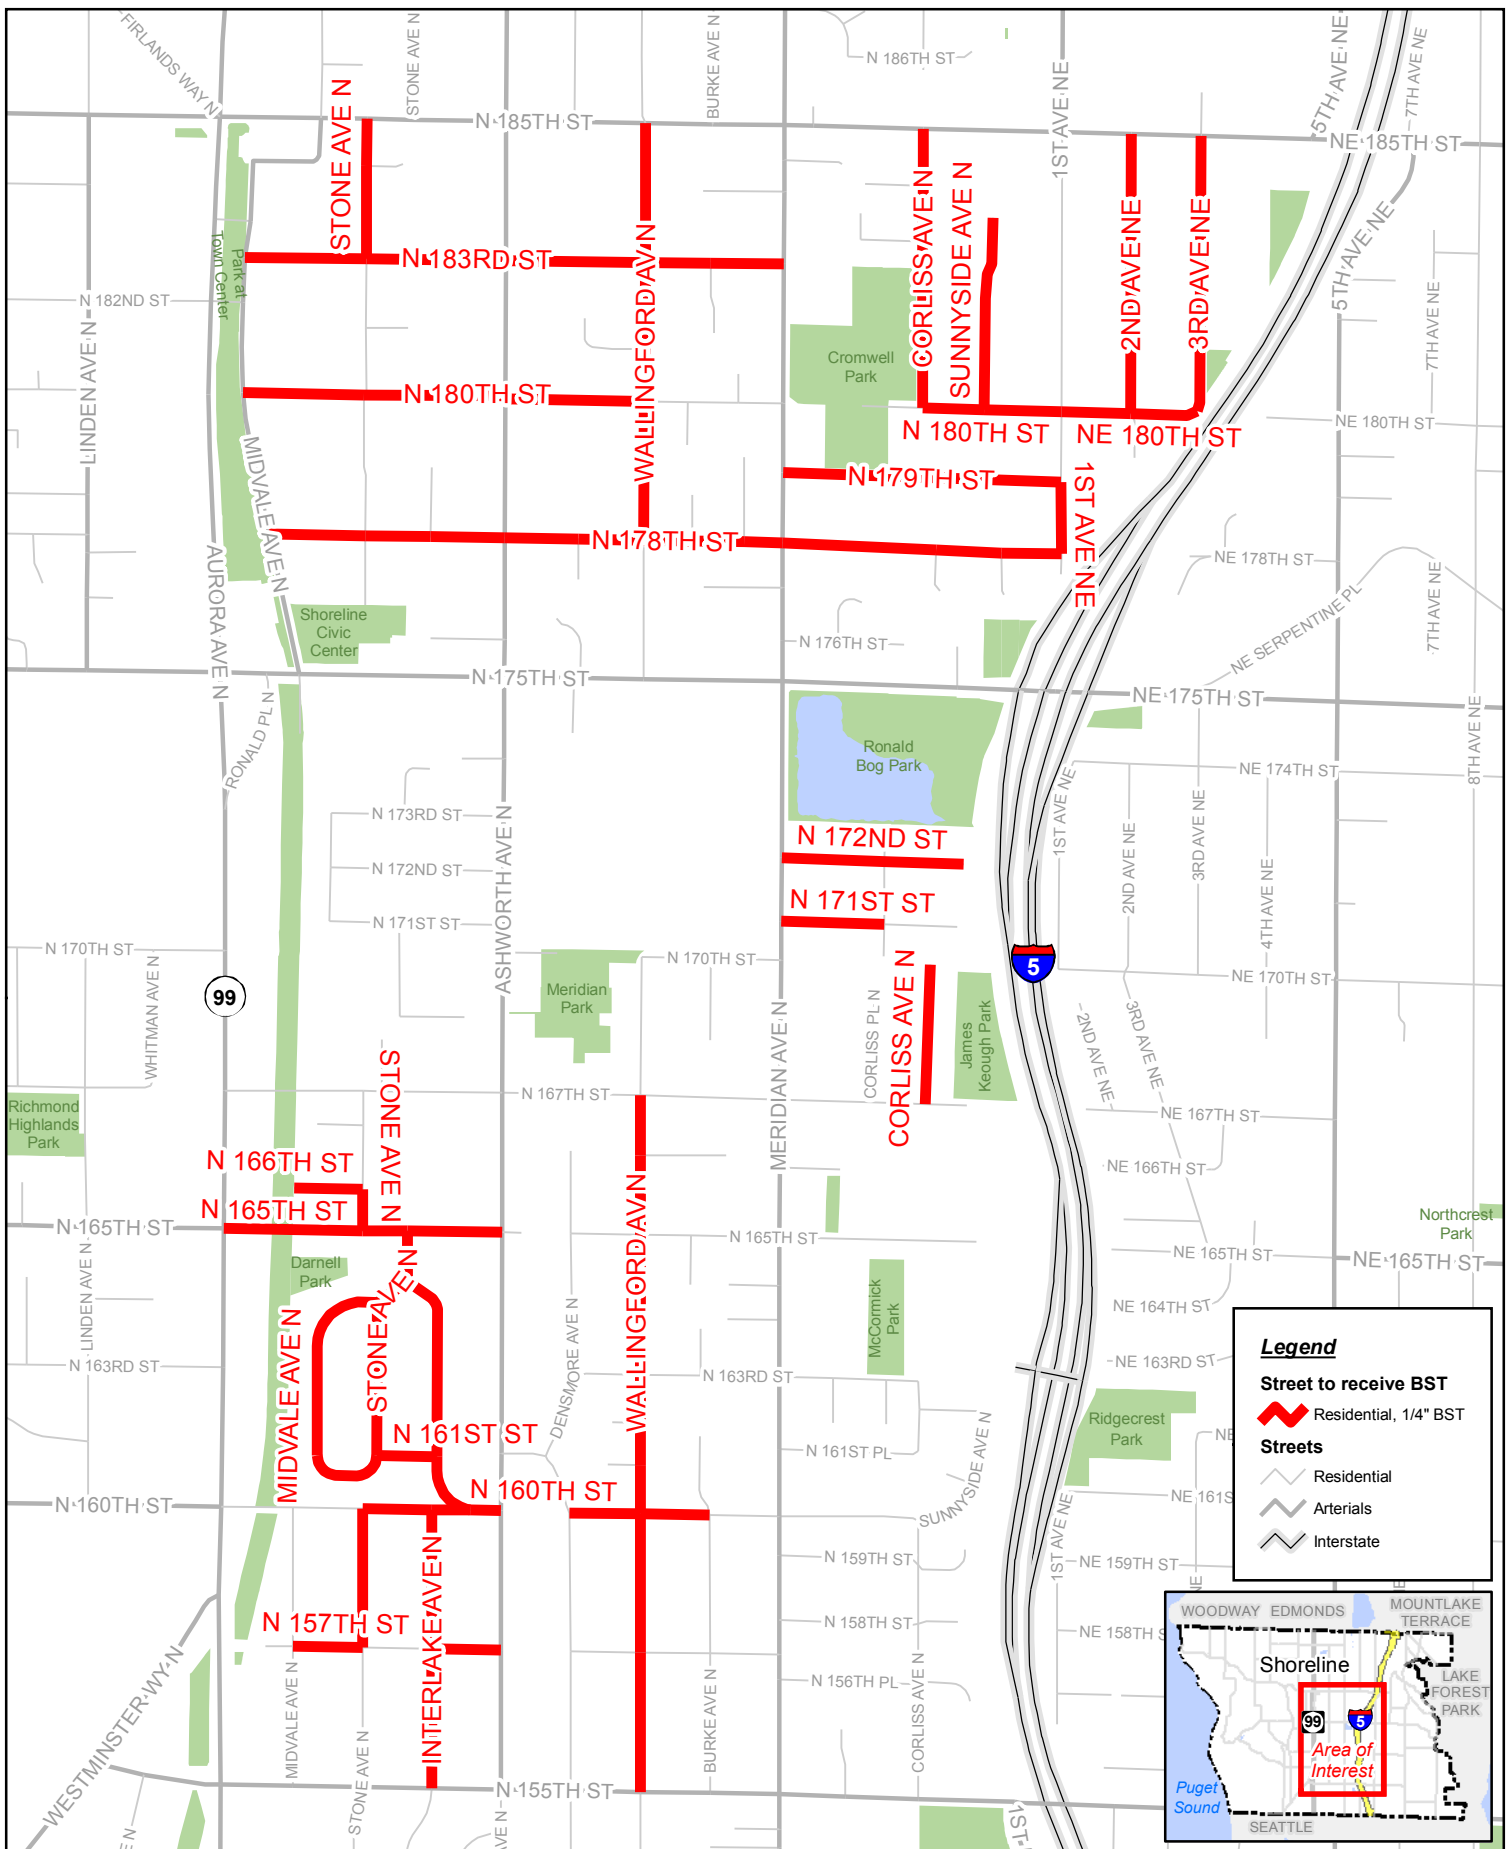 FIRLANDS WAY N
STONE AVE N
BURKE AVE N
N 186TH ST
1ST AVE NE
5TH AVE NE
7TH AVE NE
N 185TH ST
NE 185TH ST
STONE AVE N
WALLINGFORD AV N
CORLISS AVE N
SUNNYSIDE AVE N
2ND AVE NE
3RD AVE NE
5TH AVE NE
N 183RD ST
Park at
Town Center
N 182ND ST
LINDEN AVE N
7TH AVE NE
Cromwell
Park
N 180TH ST
N 180TH ST
NE 180TH ST
NE 180TH ST
MIDVALE AVE N
N 179TH ST
1ST AVE NE
N 178TH ST
NE 178TH ST
AURORA AVE N
7TH AVE NE
NE SERPENTINE PL
Shoreline
Civic
Center
N 176TH ST
N 175TH ST
NE 175TH ST
RONALD PL N
8TH AVE NE
Ronald
Bog Park
NE 174TH ST
1ST AVE NE
2ND AVE NE
3RD AVE NE
4TH AVE NE
N 173RD ST
N 172ND ST
N 172ND ST
ASHWORTH AVE N
N 171ST ST
N 171ST ST
N 170TH ST
N 170TH ST
NE 170TH ST
5
99
WHITMAN AVE N
Meridian
Park
MERIDIAN AVE N
CORLISS PL N
CORLISS AVE N
James
Keough Park
2ND AVE NE
3RD AVE NE
STONE AVE N
N 167TH ST
NE 167TH ST
Richmond
Highlands
Park
N 166TH ST
NE 166TH ST
N 165TH ST
N 165TH ST
N 165TH ST
NE 165TH ST
NE 165TH ST
Northcrest
Park
WALLINGFORD AV N
LINDEN AVE N
Darnell
Park
STONE AVE N
MIDVALE AVE N
DENSMORE AVE N
McCormick
Park
NE 164TH ST
N 163RD ST
N 163RD ST
NE 163RD ST
Ridgecrest
Park
N 161ST ST
N 161ST PL
SUNNYSIDE AVE N
NE
N 160TH ST
N 160TH ST
NE 161S
1ST AVE NE
N 159TH ST
NE 159TH ST
NE
NE
INTERLAKE AVE N
N 157TH ST
N 158TH ST
NE 158TH S
WESTMINSTER WY N
MIDVALE AVE N
STONE AVE N
BURKE AVE N
N 156TH PL
CORLISS AVE N
N 155TH ST
E N
VE N
1ST
Legend
Street to receive BST
Residential, 1/4" BST
Streets
Residential
Arterials
Interstate
WOODWAY
EDMONDS
MOUNTLAKE
TERRACE
Shoreline
LAKE
FOREST
PARK
99
5
Area of
Interest
Puget
Sound
SEATTLE